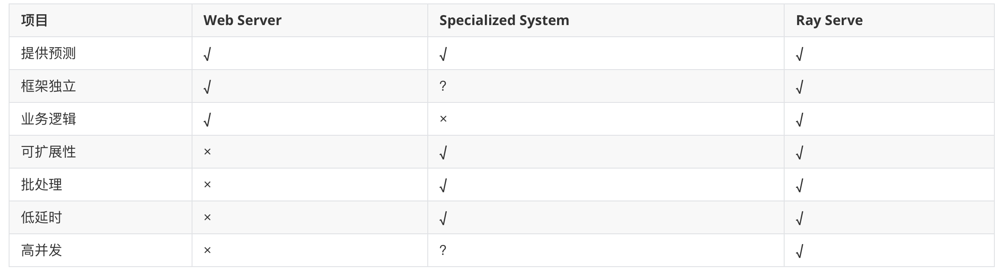 项目 Web Server Specialized System Ray Serve
提供预测 √ √ √
框架独立 √ ? √
业务逻辑 √ × √
可扩展性 × √ √
批处理 × √ √
低延时 × √ √
高并发 × ? √